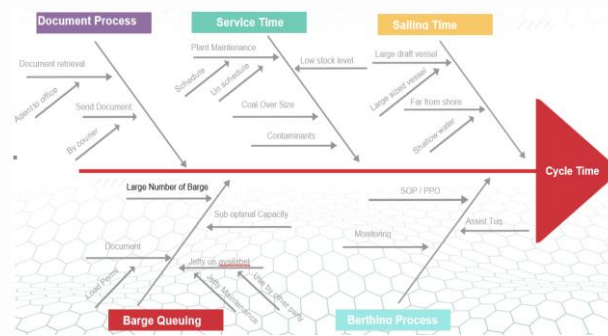 Document Process
Service Time
Sailing Time
Document retrieval
Agent to office
Send Document
By courier
Plant Maintenance
Schedule
Un schedule
Low stock level
Coal Over Size
Contaminants
Large draft vessel
Large sized vessel
Far from shore
Shallow water
Cycle Time
Large Number of Barge
Sub optimal Capacity
Document
Load Permi
Jetty un availsbel
Jetty Maintenance
Use by other party
SOP / PPO
Assist Tug
Monitoring
Barge Queuing
Berthing Process